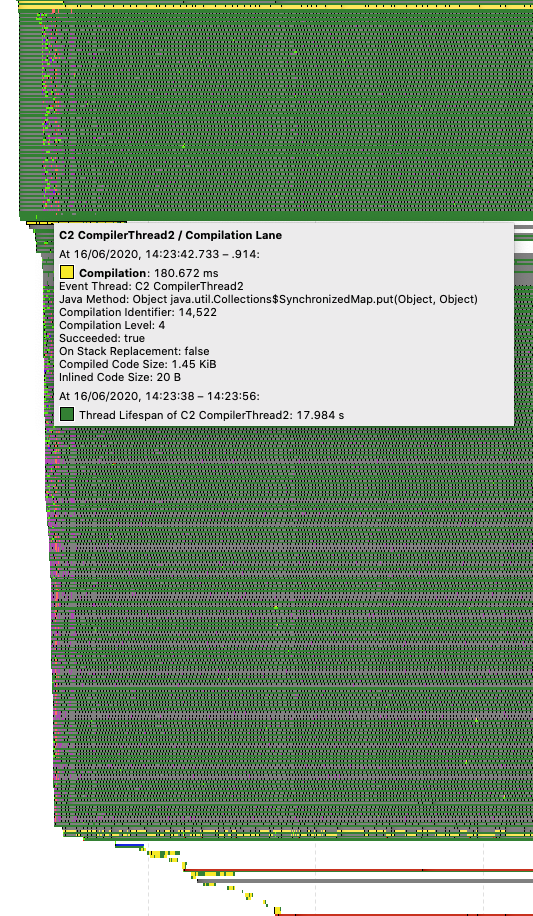 C2 CompilerThread2 / Compilation Lane
At 16/06/2020, 14:23:42.733 – .914:
Compilation: 180.672 ms
Event Thread: C2 CompilerThread2
Java Method: Object java.util.Collections$SynchronizedMap.put(Object, Object)
Compilation Identifier: 14,522
Compilation Level: 4
Succeeded: true
On Stack Replacement: false
Compiled Code Size: 1.45 KiB
Inlined Code Size: 20 B
At 16/06/2020, 14:23:38 – 14:23:56:
Thread Lifespan of C2 CompilerThread2: 17.984 s